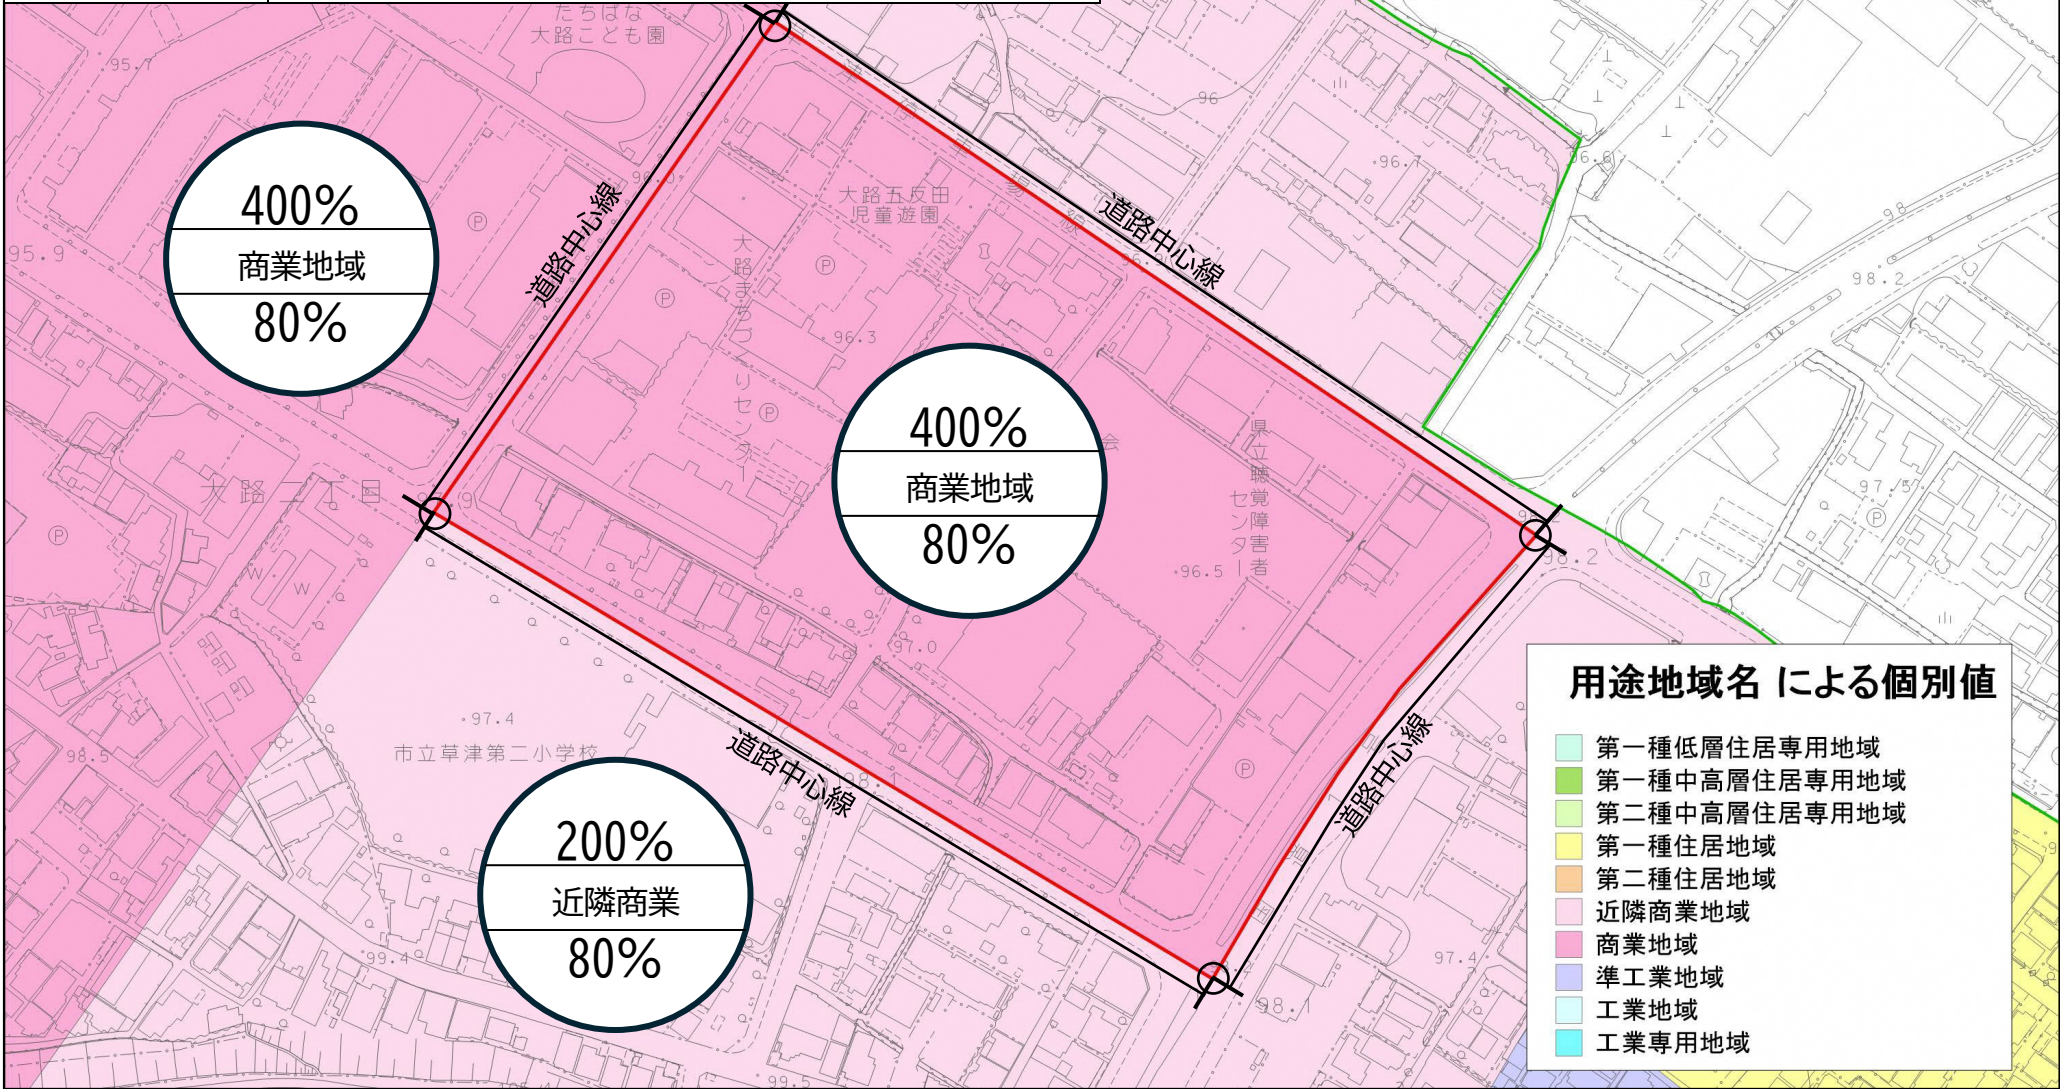 たちばな
大路こども園
95.7
96
96.7
96.6
98
98.2
95.9
400%
商業地域
80%
道路中心線
大路五反田
児童遊園
道路中心線
大路まちづくりセンター
96.3
400%
商業地域
80%
会
県立聴覚障害者
センター
大路二丁目
97.5
98.2
96.5
97.0
97.4
市立草津第二小学校
98.5
道路中心線
98.1
道路中心線
200%
近隣商業
80%
99.4
97.4
98.1
99.5
用途地域名 による個別値
第一種低層住居専用地域
第一種中高層住居専用地域
第二種中高層住居専用地域
第一種住居地域
第二種住居地域
近隣商業地域
商業地域
準工業地域
工業地域
工業専用地域